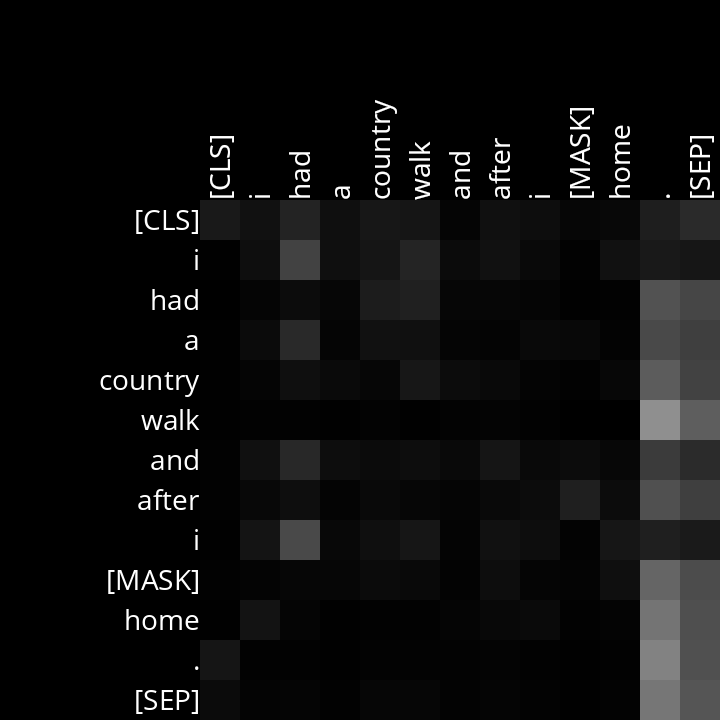 [CLS] i had a country walk and after i [MASK] home . [SEP]
[CLS]
i
had
a
country
walk
and
after
i
[MASK]
home
.
[SEP]